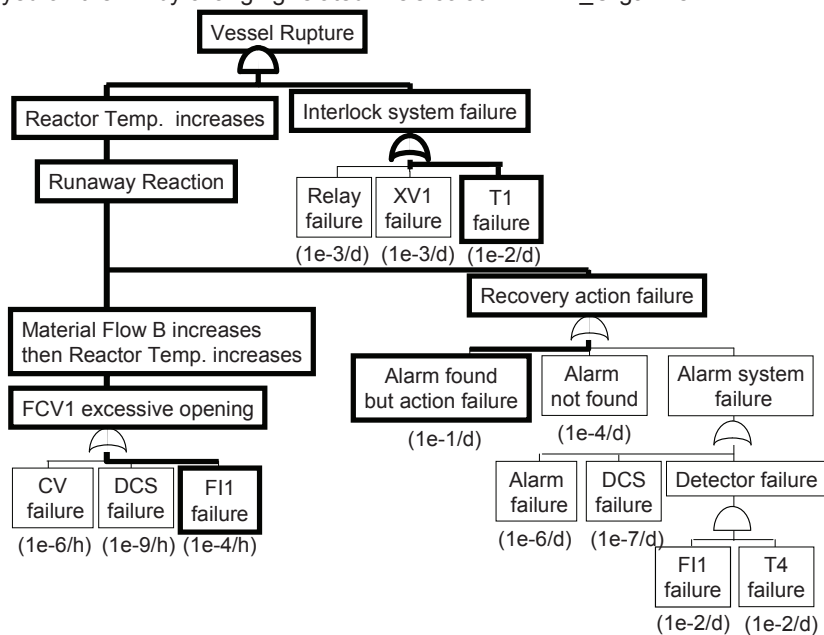 Vessel Rupture
Reactor Temp. increases
Interlock system failure
Runaway Reaction
Relay
failure
XV1
failure
T1
failure
(1e-3/d) (1e-3/d) (1e-2/d)
Recovery action failure
Material Flow B increases
then Reactor Temp. increases
Alarm found
but action failure
Alarm
not found
Alarm system
failure
FCV1 excessive opening
(1e-1/d)
(1e-4/d)
CV
failure
DCS
failure
FI1
failure
Alarm
failure
DCS
failure
Detector failure
(1e-6/h) (1e-9/h) (1e-4/h)
(1e-6/d) (1e-7/d)
FI1
failure
T4
failure
(1e-2/d) (1e-2/d)